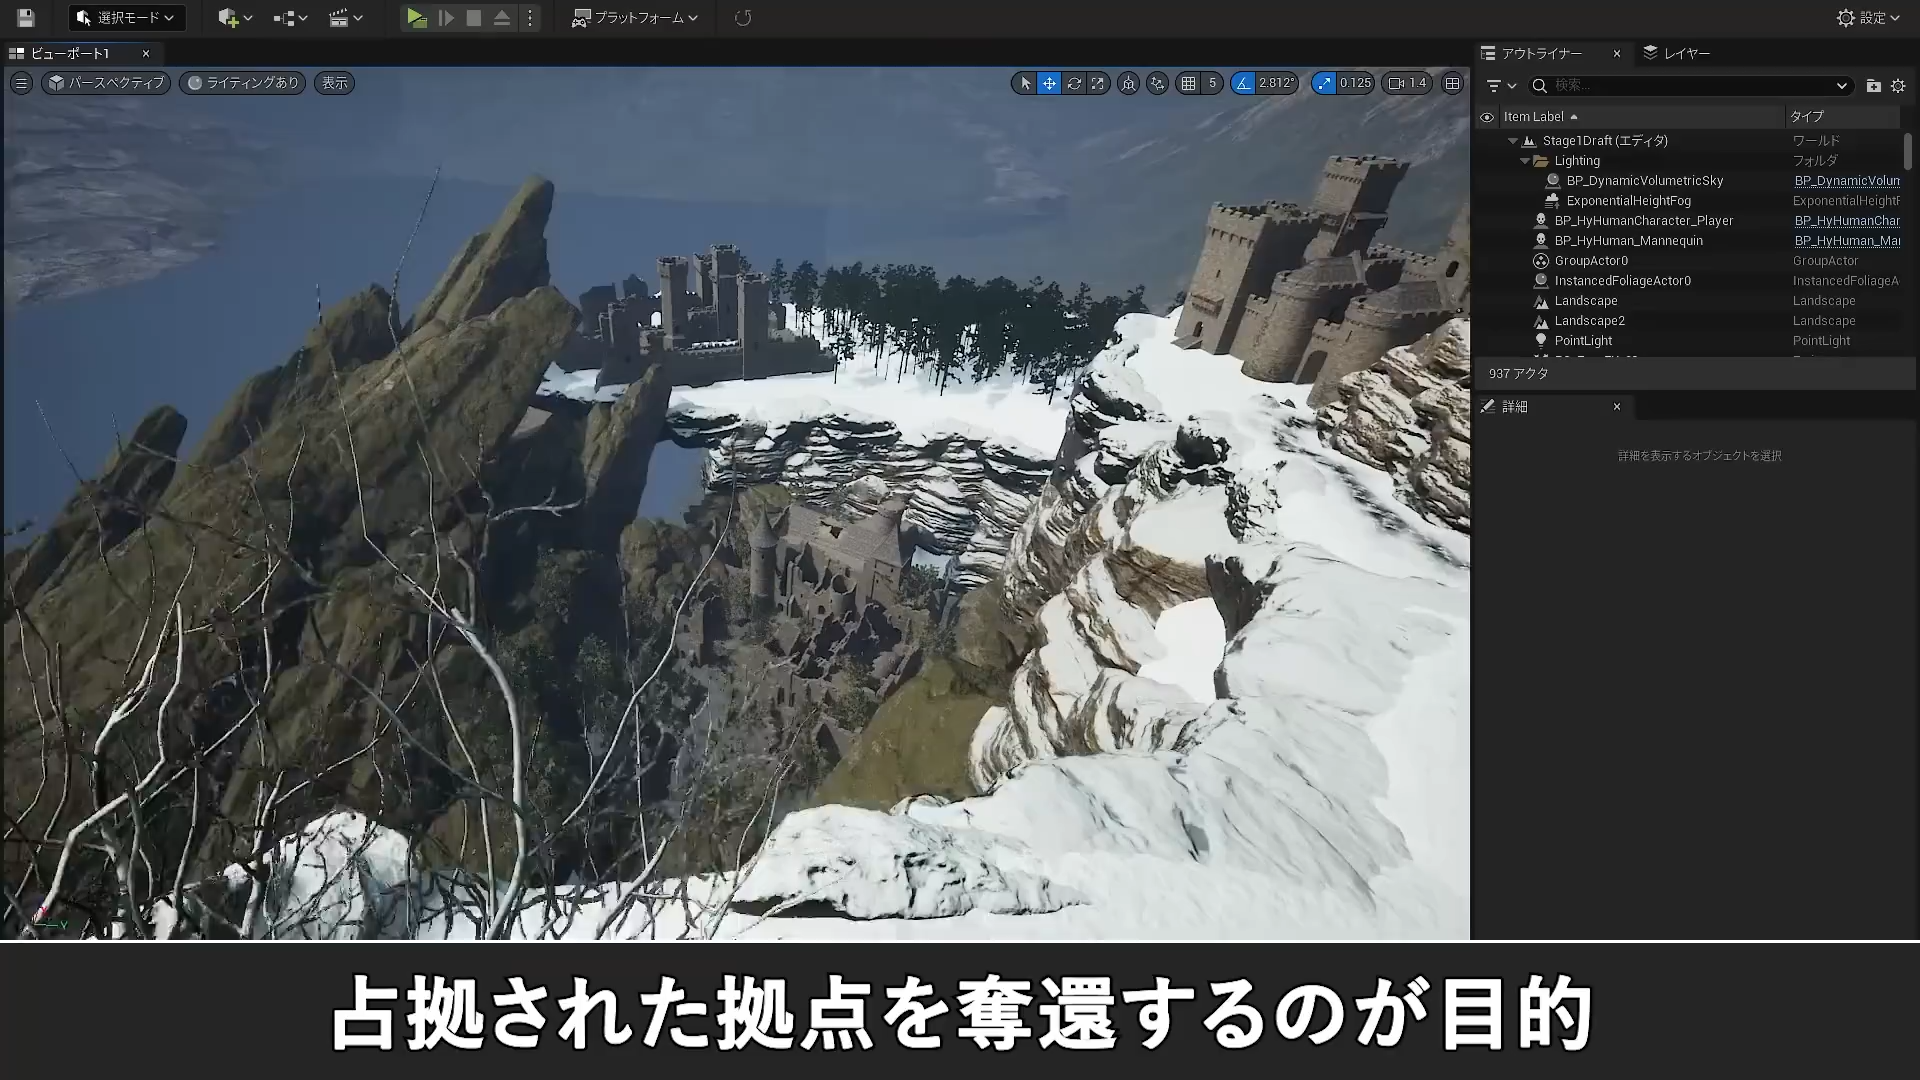 選択モード
プラットフォーム
設定
ビューポート1
パースペクティブ
ライティングあり
表示
5
2.812°
0.125
1.4
アウトライナー
レイヤー
検索...
Item Label
タイプ
Stage1Draft (エディタ)
ワールド
Lighting
フォルダ
BP_DynamicVolumetricSky
BP_DynamicVolum
ExponentialHeightFog
ExponentialHeightF
BP_HyHumanCharacter_Player
BP_HyHumanChar
BP_HyHuman_Mannequin
BP_HyHuman_Mar
GroupActor0
GroupActor
InstancedFoliageActor0
InstancedFoliageA
Landscape
Landscape
Landscape2
Landscape
PointLight
PointLight
937 アクタ
詳細
詳細を表示するオブジェクトを選択
Y
占拠された拠点を奪還するのが目的